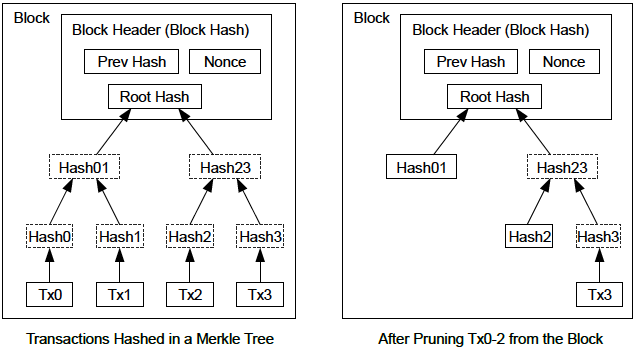 Block
Block Header (Block Hash)
Prev Hash
Nonce
Root Hash
Hash01
Hash23
Hash0
Hash1
Hash2
Hash3
Tx0
Tx1
Tx2
Tx3
Transactions Hashed in a Merkle Tree
Block
Block Header (Block Hash)
Prev Hash
Nonce
Root Hash
Hash01
Hash23
Hash2
Hash3
Tx3
After Pruning Tx0-2 from the Block